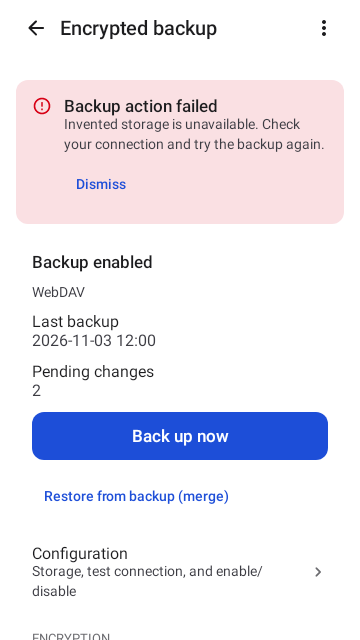 Encrypted backup
Backup action failed
Invented storage is unavailable. Check
your connection and try the backup again.
Dismiss
Backup enabled
WebDAV
Last backup
2026-11-03 12:00
Pending changes
2
Back up now
Restore from backup (merge)
Configuration
Storage, test connection, and enable/
disable
ENCRYPTION